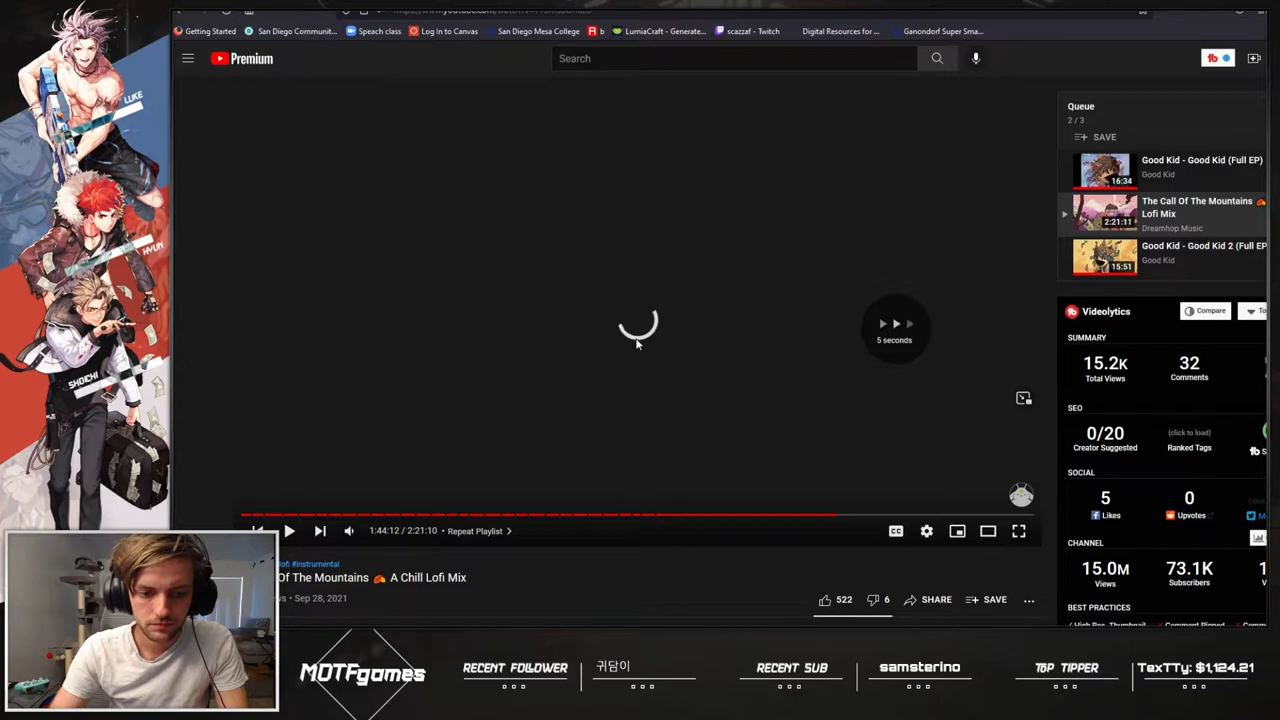 Getting Started San Diego Communit... Speach class Log In to Canvas San Diego Mesa College b LumiaCraft - Generate... scazzaf - Twitch Digital Resources for ... Ganondorf Super Sma...
Premium
Search
LUKE
HYUN
SHOICHI
Queue
2 / 3
SAVE
Good Kid - Good Kid (Full EP)
Good Kid
16:34
The Call Of The Mountains
Lofi Mix
Dreamhop Music
2:21:11
Good Kid - Good Kid 2 (Full EP
Good Kid
15:51
5 seconds
Videolytics Compare To
SUMMARY
15.2K 32
Total Views Comments
SEO
0/20 (click to load)
Creator Suggested Ranked Tags
SOCIAL
5 0
Likes Upvotes
CHANNEL
15.0M 73.1K
Views Subscribers
BEST PRACTICES
1:44:12 / 2:21:10 • Repeat Playlist
lofi #instrumental
Of The Mountains A Chill Lofi Mix
Sep 28, 2021
522 6 SHARE SAVE
MOTFgames
RECENT FOLLOWER
귀담이
RECENT SUB
samsterino
TOP TIPPER
TexTTy: $1,124.21